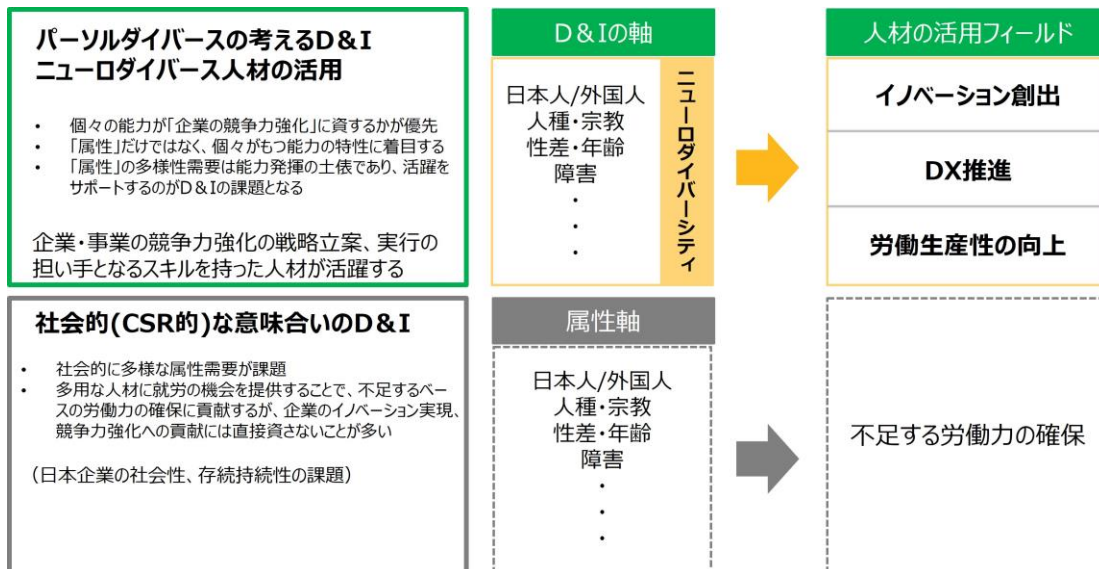 パーソルダイバースの考えるD&I
ニューロダイバース人材の活用
• 個々の能力が「企業の競争力強化」に資するかが優先
• 「属性」だけではなく、個々がもつ能力の特性に着目する
• 「属性」の多様性需要は能力発揮の土俵であり、活躍を
サポートするのがD&Iの課題となる
企業・事業の競争力強化の戦略立案、実行の
担い手となるスキルを持った人材が活躍する
D&Iの軸
日本人/外国人
人種・宗教
性差・年齢
障害
・
・
・
ニューロダイバーシティ
人材の活用フィールド
イノベーション創出
DX推進
労働生産性の向上
社会的(CSR的)な意味合いのD&I
• 社会的に多様な属性需要が課題
• 多用な人材に就労の機会を提供することで、不足するベー
スの労働力の確保に貢献するが、企業のイノベーション実現、
競争力強化への貢献には直接資さないことが多い
(日本企業の社会性、存続持続性の課題)
属性軸
日本人/外国人
人種・宗教
性差・年齢
障害
・
・
・
不足する労働力の確保